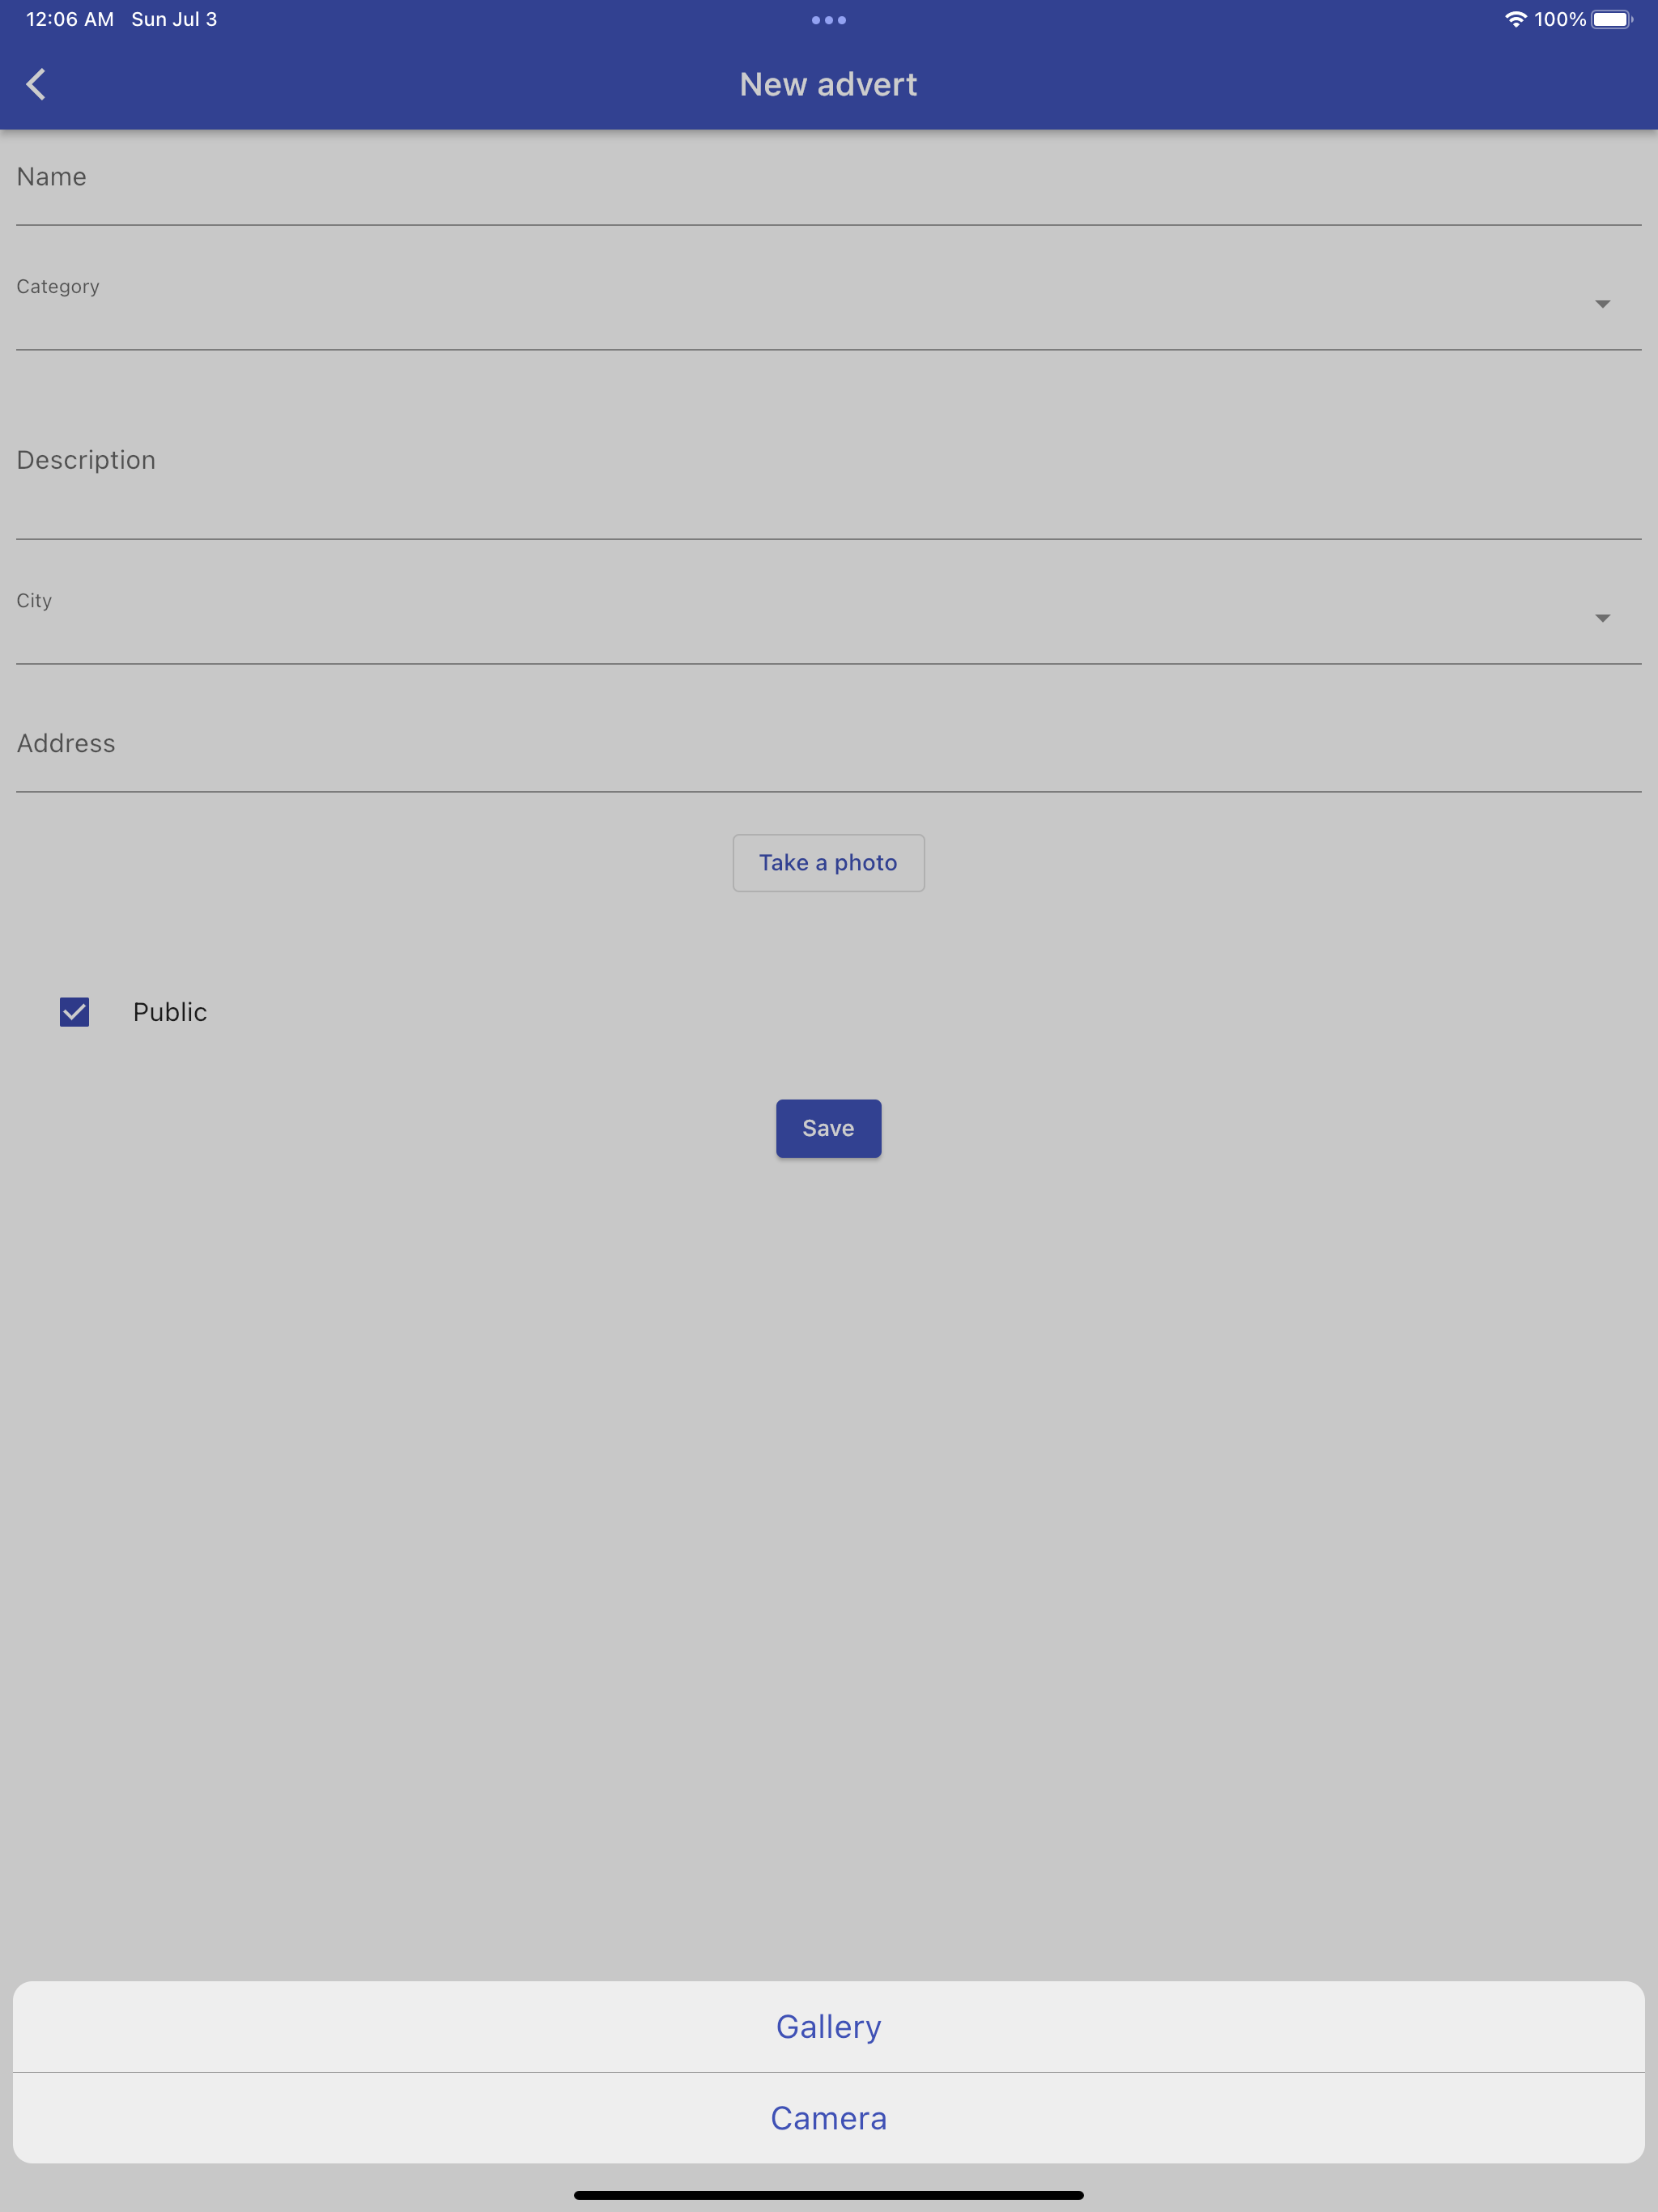 12:06 AM Sun Jul 3 100%
New advert
Name
Category
Description
City
Address
Take a photo
Public
Save
Gallery
Camera